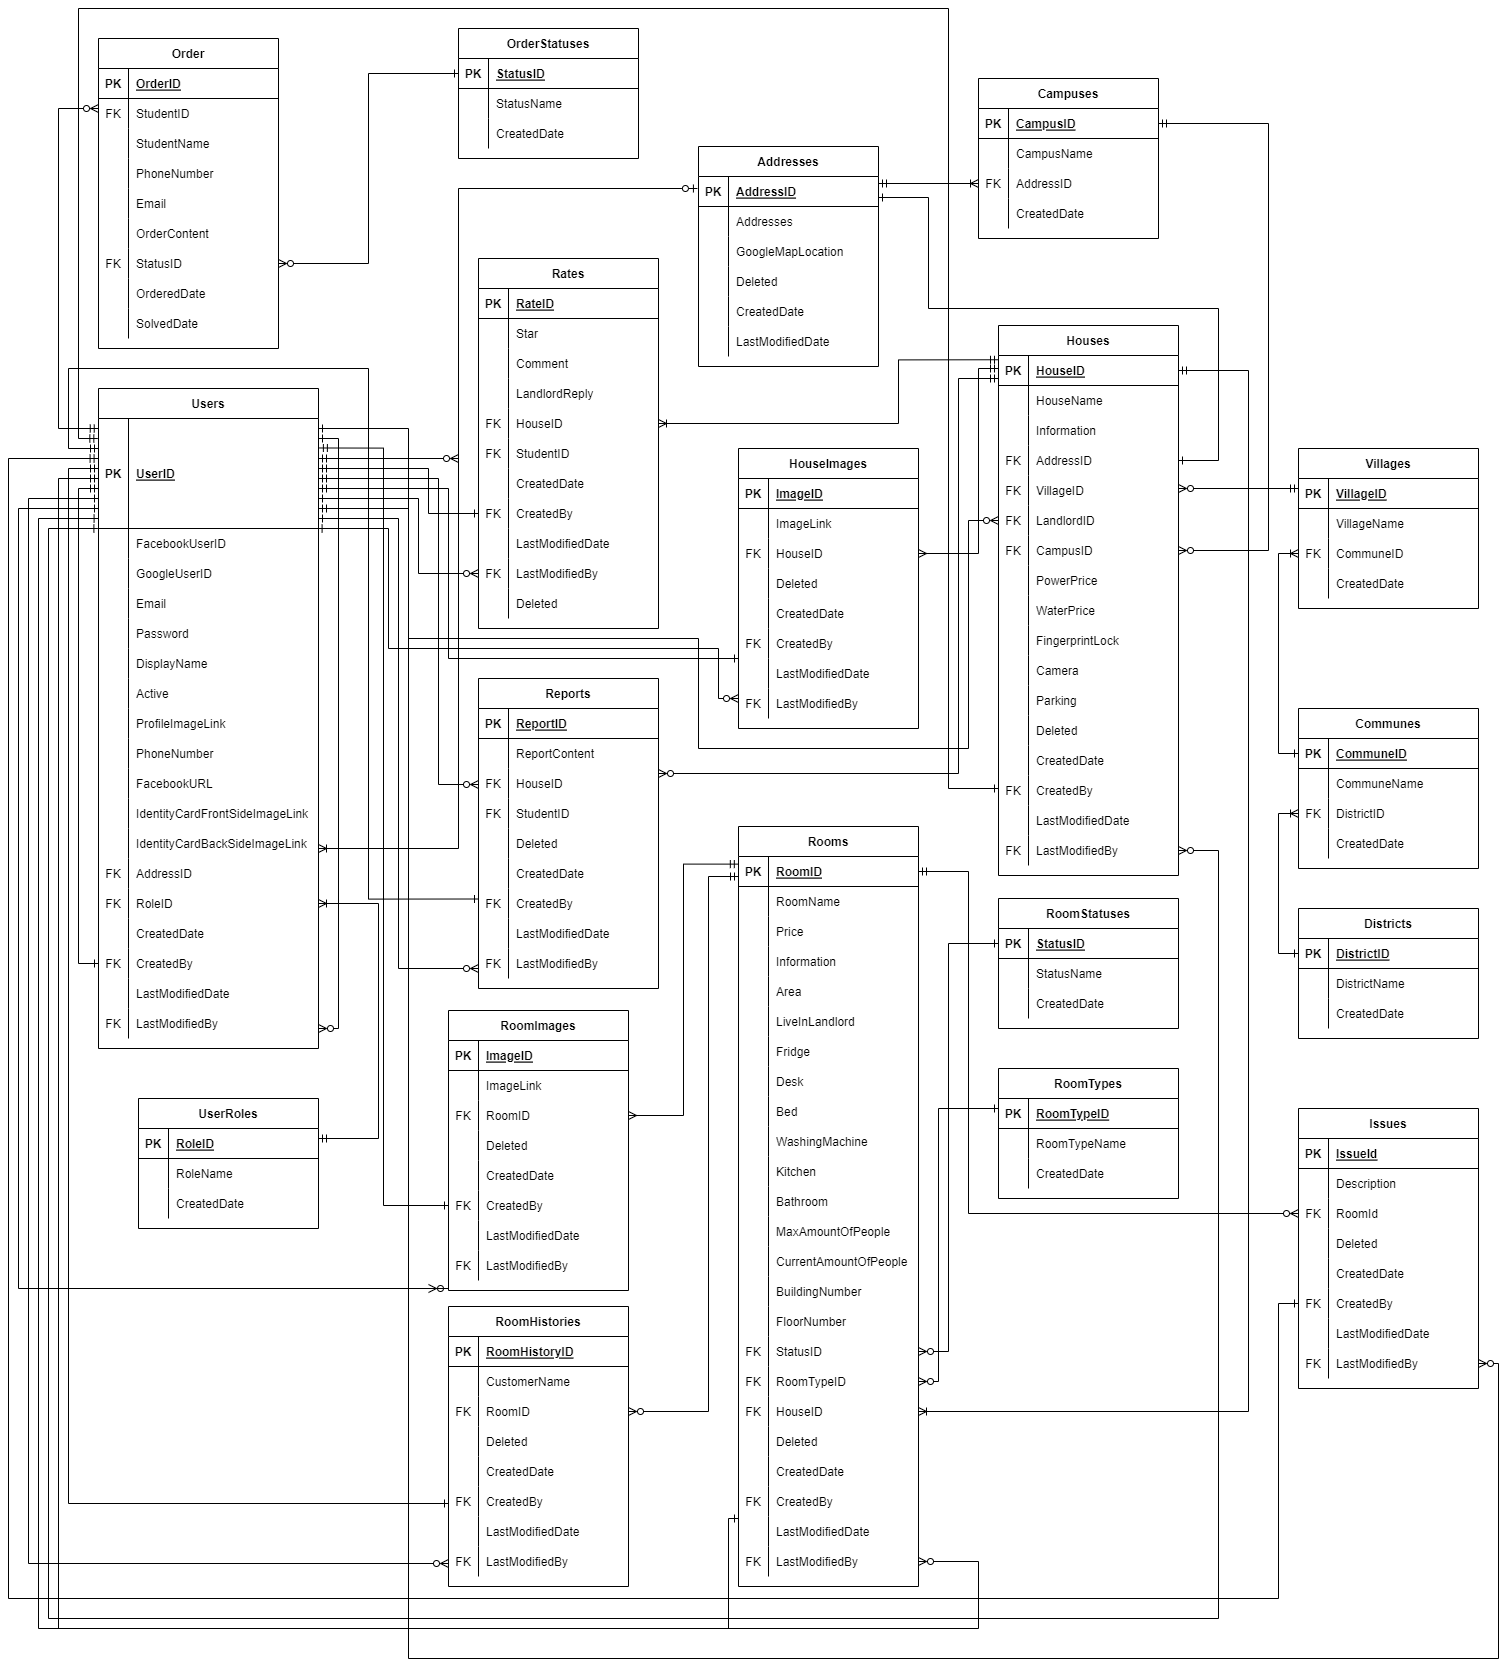 Order
PK OrderID
FK StudentID
StudentName
PhoneNumber
Email
OrderContent
FK StatusID
OrderedDate
SolvedDate
OrderStatuses
PK StatusID
StatusName
CreatedDate
Campuses
PK CampusID
CampusName
FK AddressID
CreatedDate
Addresses
PK AddressID
Addresses
GoogleMapLocation
Deleted
CreatedDate
LastModifiedDate
Rates
PK RateID
Star
Comment
LandlordReply
FK HouseID
FK StudentID
CreatedDate
FK CreatedBy
LastModifiedDate
FK LastModifiedBy
Deleted
Houses
PK HouseID
HouseName
Information
FK AddressID
FK VillageID
FK LandlordID
FK CampusID
PowerPrice
WaterPrice
FingerprintLock
Camera
Parking
Deleted
CreatedDate
FK CreatedBy
LastModifiedDate
FK LastModifiedBy
Users
PK UserID
FacebookUserID
GoogleUserID
Email
Password
DisplayName
Active
ProfileImageLink
PhoneNumber
FacebookURL
IdentityCardFrontSideImageLink
IdentityCardBackSideImageLink
FK AddressID
FK RoleID
CreatedDate
FK CreatedBy
LastModifiedDate
FK LastModifiedBy
HouseImages
PK ImageID
ImageLink
FK HouseID
Deleted
CreatedDate
FK CreatedBy
LastModifiedDate
FK LastModifiedBy
Villages
PK VillageID
VillageName
FK CommuneID
CreatedDate
Reports
PK ReportID
ReportContent
FK HouseID
FK StudentID
Deleted
CreatedDate
FK CreatedBy
LastModifiedDate
FK LastModifiedBy
Communes
PK CommuneID
CommuneName
FK DistrictID
CreatedDate
Rooms
PK RoomID
RoomName
Price
Information
Area
LiveInLandlord
Fridge
Desk
Bed
WashingMachine
Kitchen
Bathroom
MaxAmountOfPeople
CurrentAmountOfPeople
BuildingNumber
FloorNumber
FK StatusID
FK RoomTypeID
FK HouseID
Deleted
CreatedDate
FK CreatedBy
LastModifiedDate
FK LastModifiedBy
RoomStatuses
PK StatusID
StatusName
CreatedDate
Districts
PK DistrictID
DistrictName
CreatedDate
RoomImages
PK ImageID
ImageLink
FK RoomID
Deleted
CreatedDate
FK CreatedBy
LastModifiedDate
FK LastModifiedBy
RoomTypes
PK RoomTypeID
RoomTypeName
CreatedDate
UserRoles
PK RoleID
RoleName
CreatedDate
Issues
PK IssueId
Description
FK RoomId
Deleted
CreatedDate
FK CreatedBy
LastModifiedDate
FK LastModifiedBy
RoomHistories
PK RoomHistoryID
CustomerName
FK RoomID
Deleted
CreatedDate
FK CreatedBy
LastModifiedDate
FK LastModifiedBy